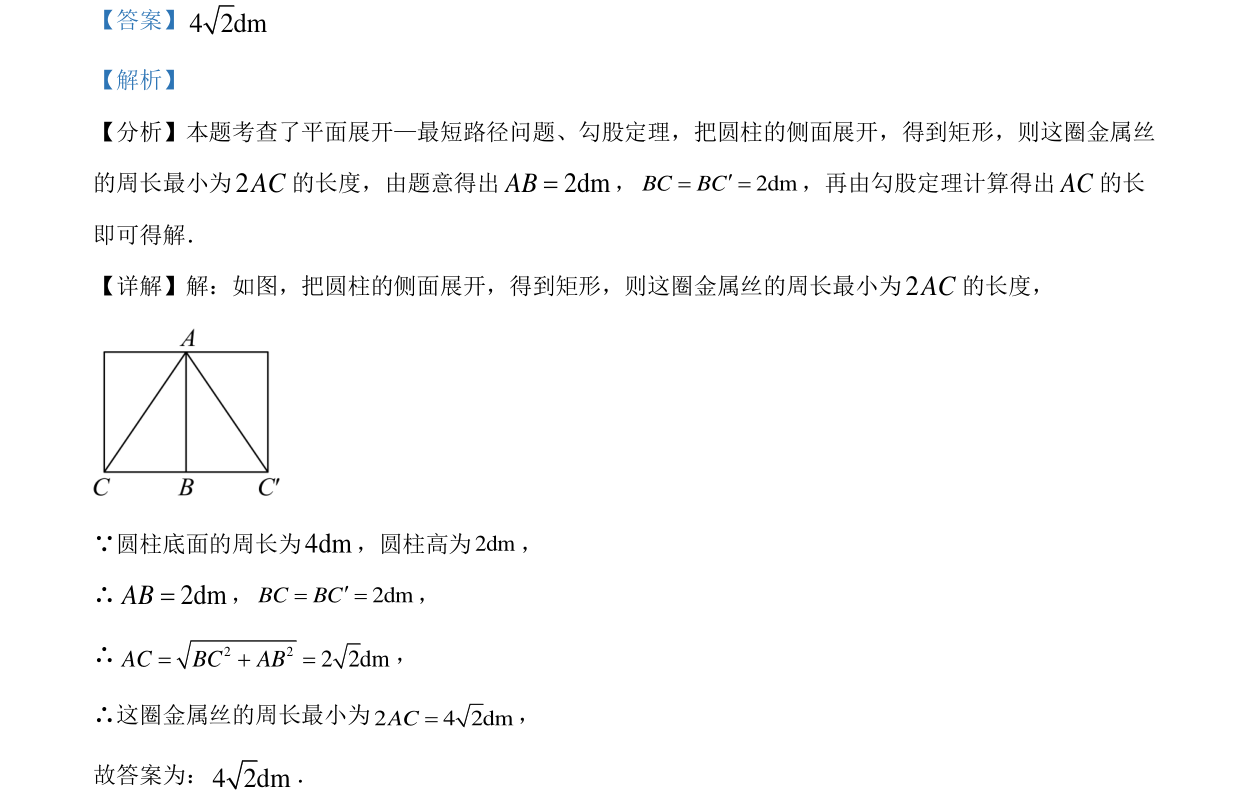 【答案】4√2dm
【解析】
【分析】本题考查了平面展开—最短路径问题、勾股定理，把圆柱的侧面展开，得到矩形，则这圈金属丝
的周长最小为2AC的长度，由题意得出AB=2dm，BC=BC′=2dm，再由勾股定理计算得出AC的长
即可得解．
【详解】解：如图，把圆柱的侧面展开，得到矩形，则这圈金属丝的周长最小为2AC的长度，
A
C B C′
∵圆柱底面的周长为4dm，圆柱高为2dm，
∴AB=2dm，BC=BC′=2dm，
∴AC=√(BC²+AB²)=2√2dm，
∴这圈金属丝的周长最小为2AC=4√2dm，
故答案为：4√2dm．